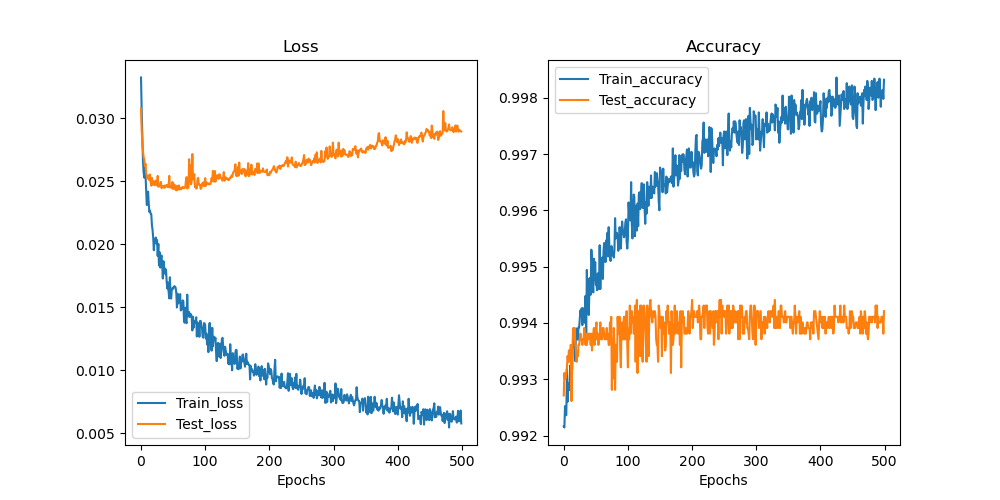 Loss
0.030
0.025
0.020
0.015
0.010
0.005
Train_loss
Test_loss
0 100 200 300 400 500
Epochs
Accuracy
Train_accuracy
Test_accuracy
0.998
0.997
0.996
0.995
0.994
0.993
0.992
0 100 200 300 400 500
Epochs